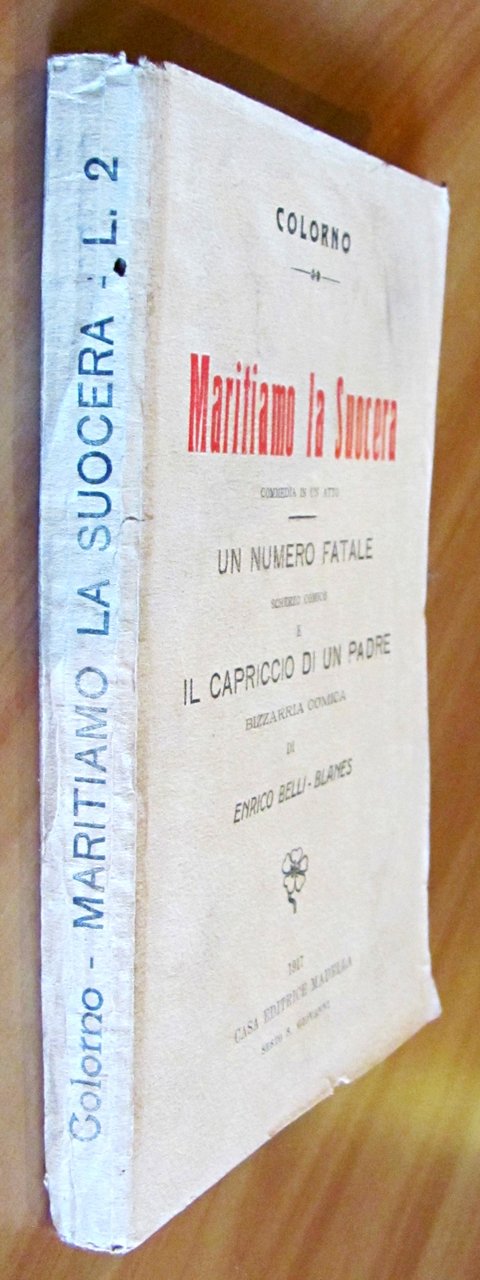 Colorno - MARITIAMO LA SUOCERA - L. 2
COLORNO
Maritiamo la Suocera
COMMEDIA IN UN ATTO
UN NUMERO FATALE
SCHERZO COMICO
E
IL CAPRICCIO DI UN PADRE
BIZZARRIA COMICA
DI
ENRICO BELLI-BLANES
1917
CASA EDITRICE MADELLA
SESTO S. GIOVANNI